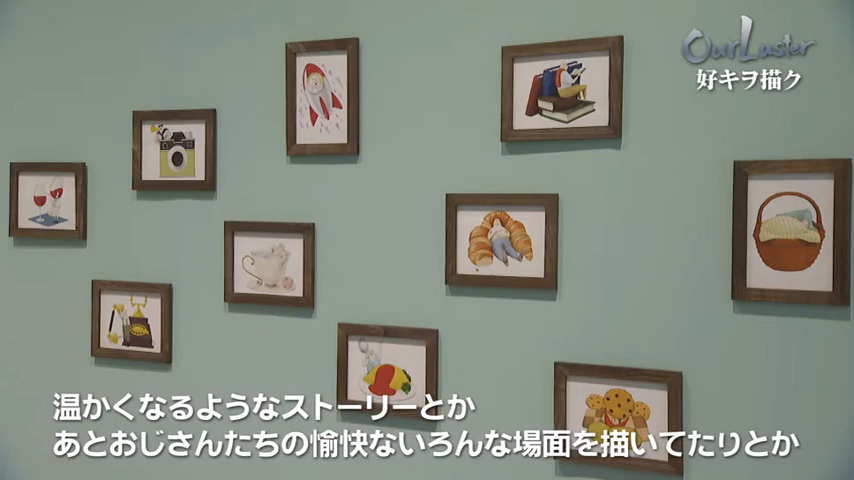 OurLuster
好キヲ描ク
温かくなるようなストーリーとか
あとおじさんたちの愉快ないろんな場面を描いてたりとか